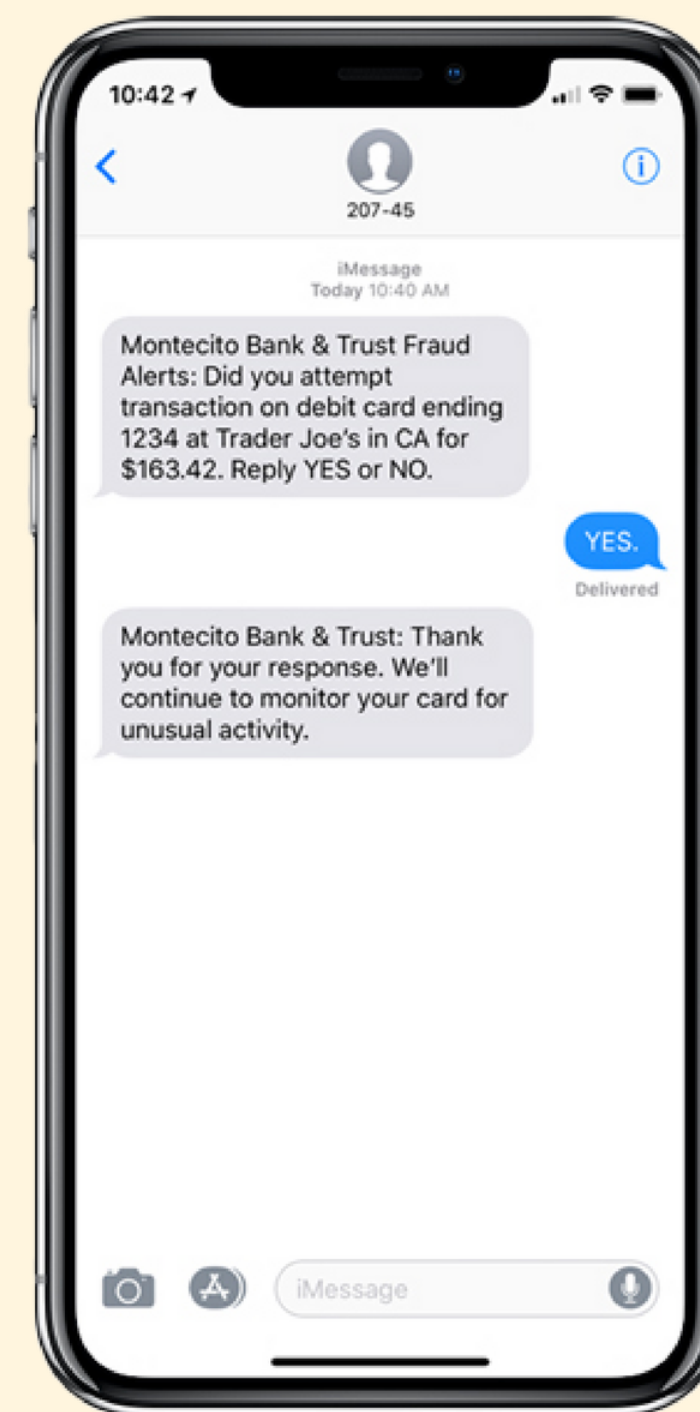 10:42
207-45
iMessage
Today 10:40 AM
Montecito Bank & Trust Fraud
Alerts: Did you attempt
transaction on debit card ending
1234 at Trader Joe's in CA for
$163.42. Reply YES or NO.
YES.
Delivered
Montecito Bank & Trust: Thank
you for your response. We'll
continue to monitor your card for
unusual activity.
iMessage